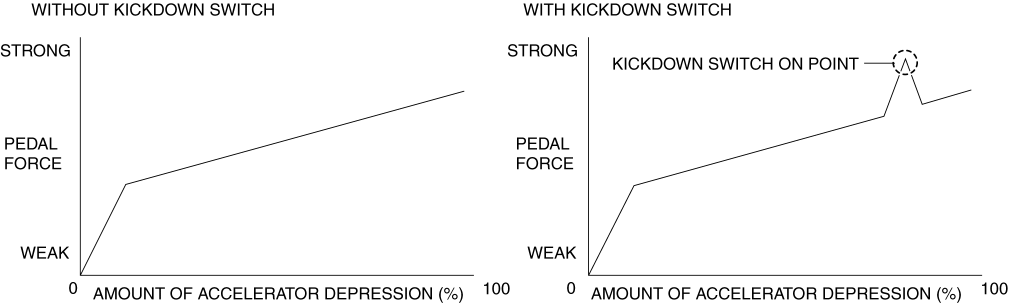 WITHOUT KICKDOWN SWITCH
STRONG
PEDAL
FORCE
WEAK
0
AMOUNT OF ACCELERATOR DEPRESSION (%)
100
WITH KICKDOWN SWITCH
STRONG
KICKDOWN SWITCH ON POINT
PEDAL
FORCE
WEAK
0
AMOUNT OF ACCELERATOR DEPRESSION (%)
100